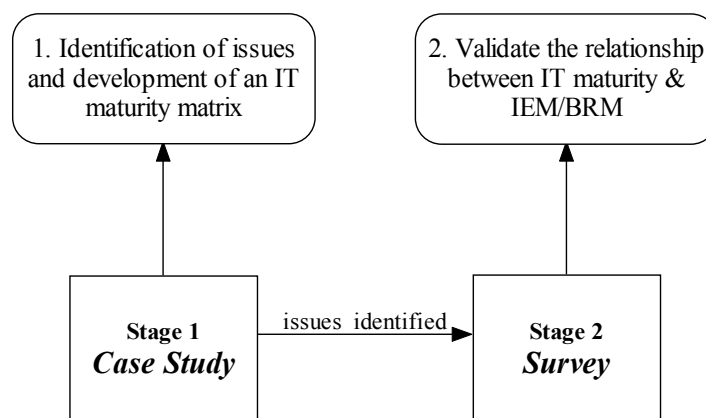 1. Identification of issues
and development of an IT
maturity matrix
2. Validate the relationship
between IT maturity &
IEM/BRM
Stage 1
Case Study
issues identified
Stage 2
Survey